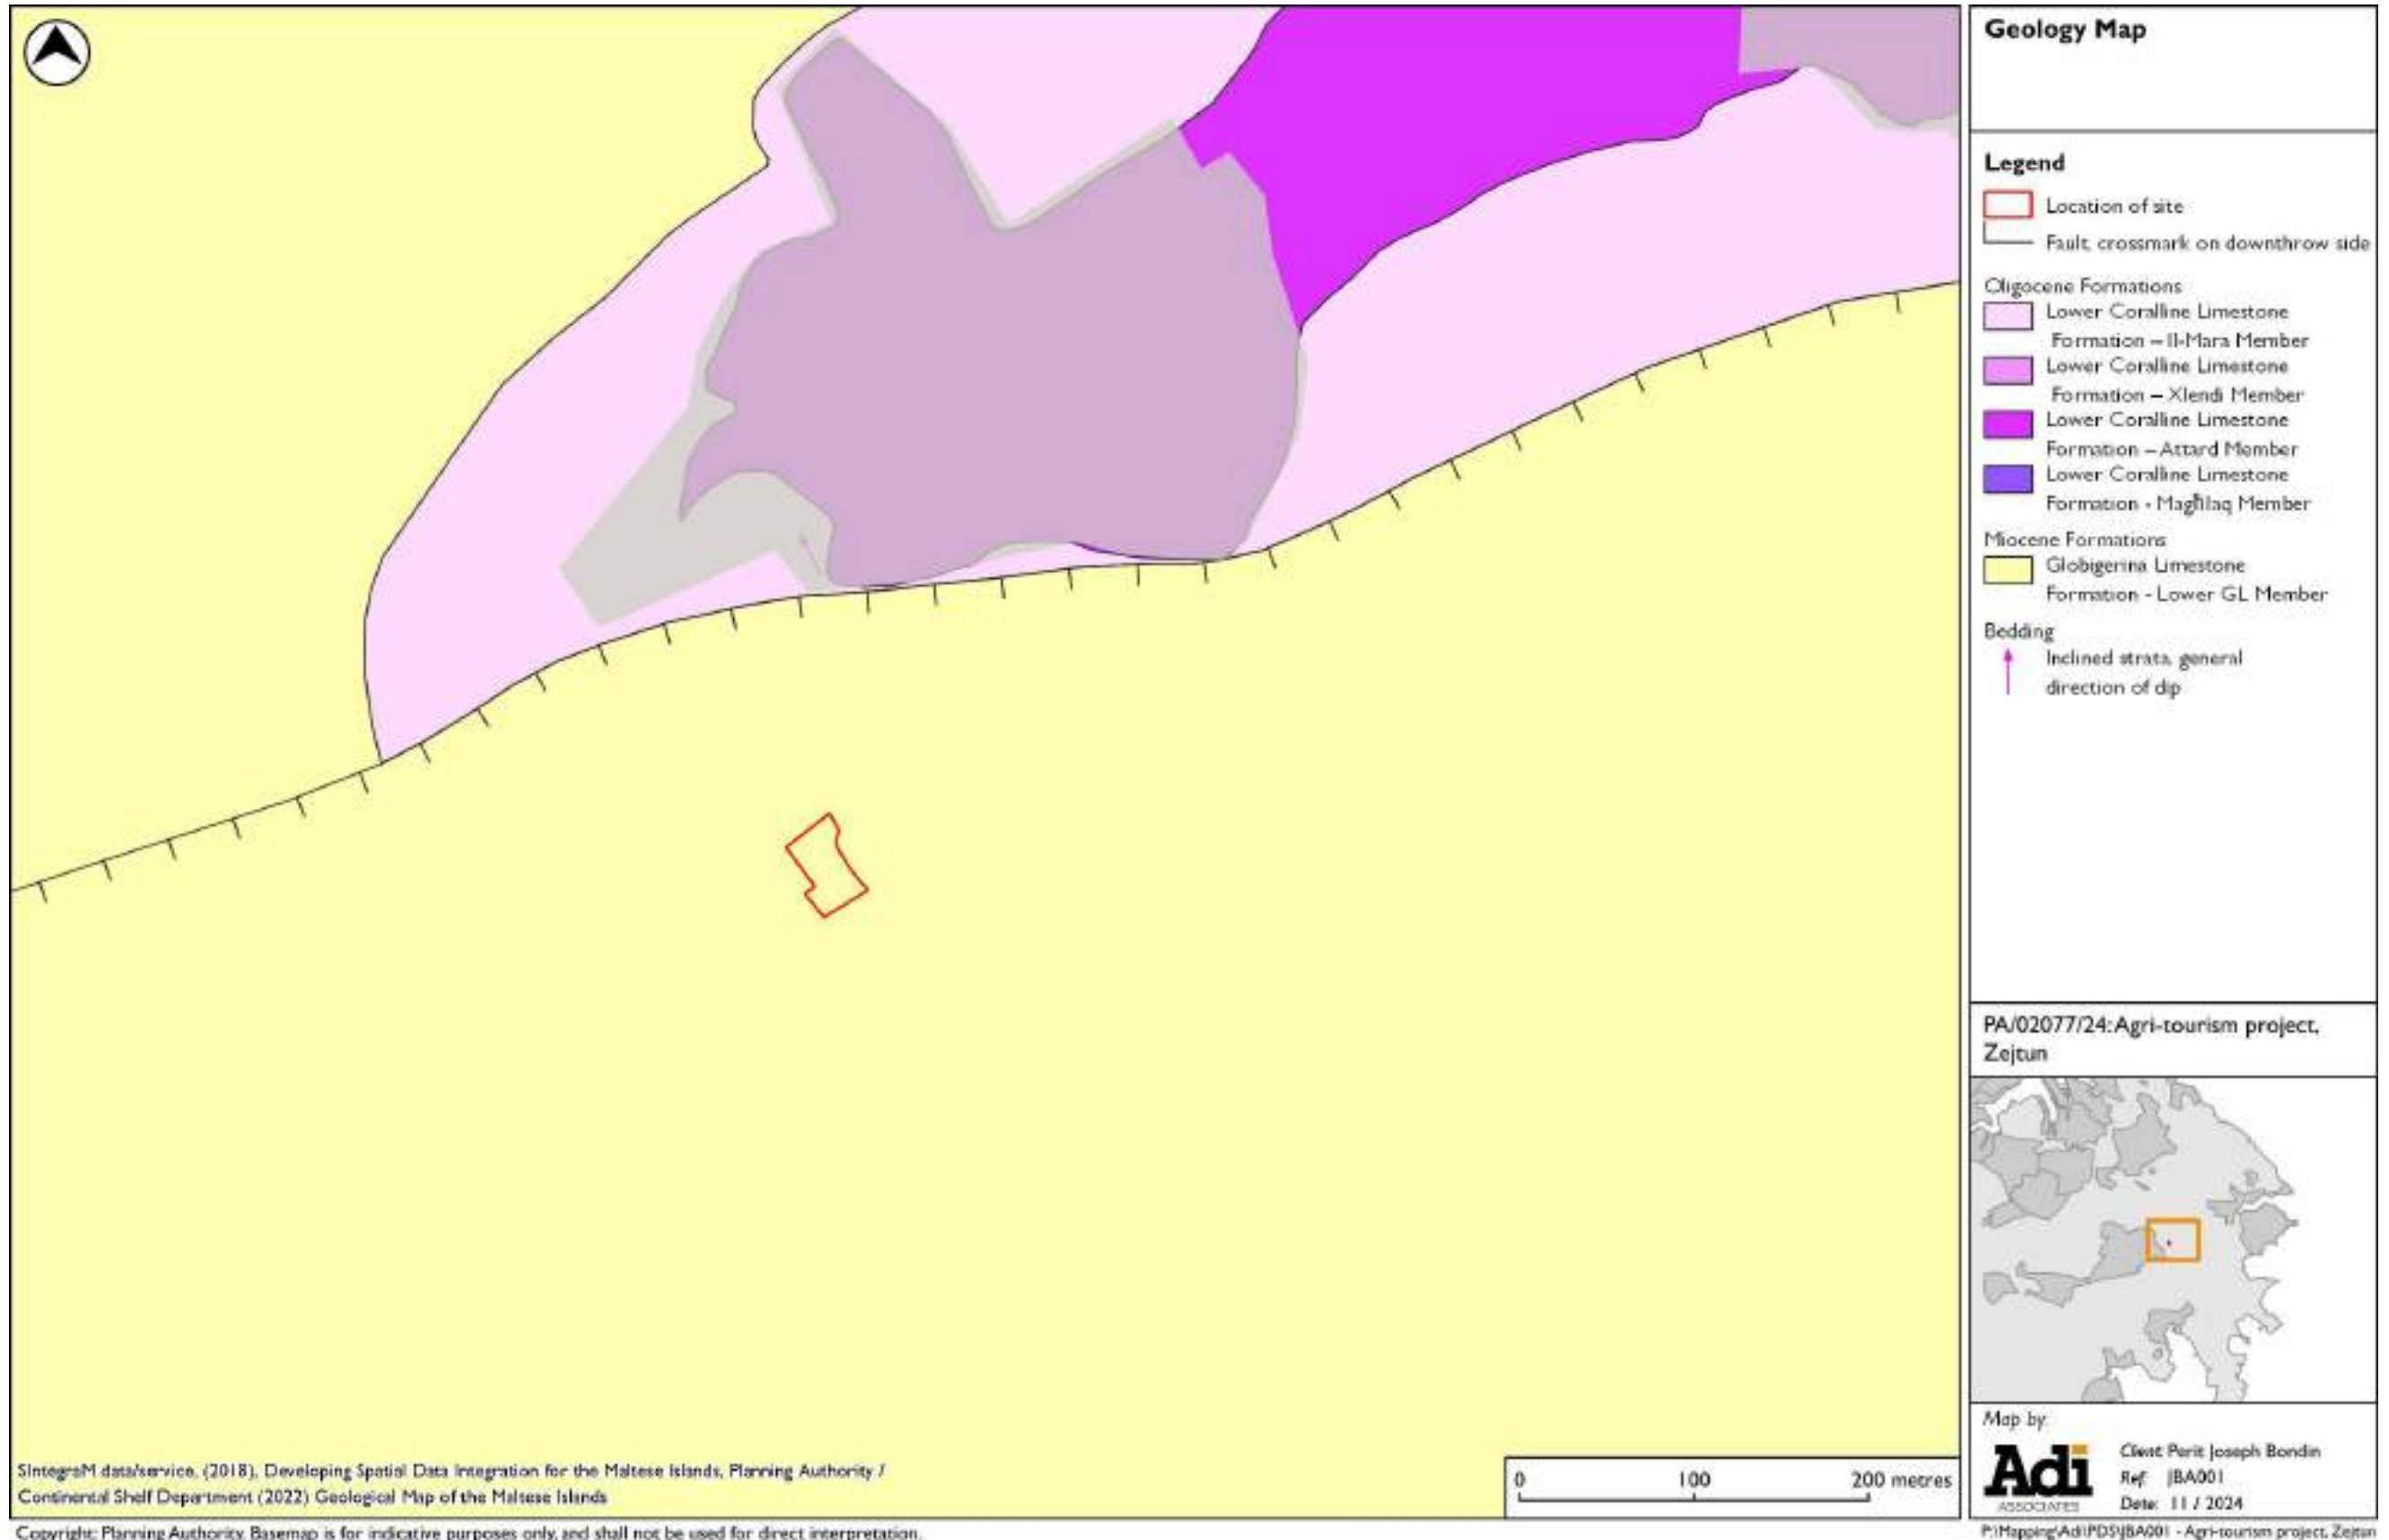 Geology Map
Legend
Location of site
Fault, crossmark on downthrow side
Oligocene Formations
Lower Coralline Limestone
Formation – Il-Mara Member
Lower Coralline Limestone
Formation – Xlendi Member
Lower Coralline Limestone
Formation – Attard Member
Lower Coralline Limestone
Formation - Magħlaq Member
Miocene Formations
Globigerina Limestone
Formation - Lower GL Member
Bedding
Inclined strata, general
direction of dip
PA/02077/24: Agri-tourism project,
Zejtun
Map by:
Adi
ASSOCIATES
Client: Perit Joseph Bondin
Ref: JBA001
Date: 11 / 2024
SIntegraM data/service, (2018), Developing Spatial Data Integration for the Maltese Islands, Planning Authority /
Continental Shelf Department (2022) Geological Map of the Maltese Islands
0 100 200 metres
Copyright: Planning Authority. Basemap is for indicative purposes only, and shall not be used for direct interpretation.
P:\Mapping\Adi\PDS\JBA001 - Agri-tourism project, Zejtun